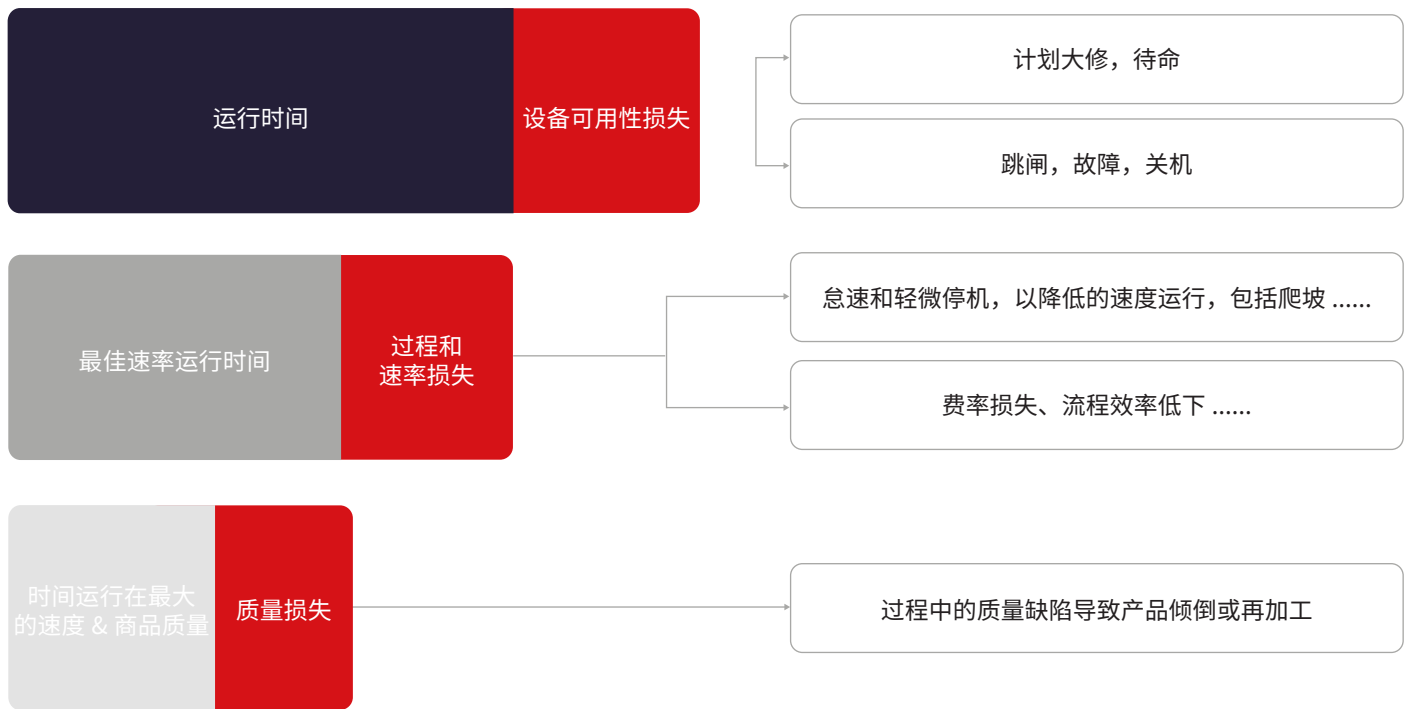 运行时间
设备可用性损失
计划大修，待命
跳闸，故障，关机
最佳速率运行时间
过程和
速率损失
怠速和轻微停机，以降低的速度运行，包括爬坡 ......
费率损失、流程效率低下 ......
时间运行在最大
的速度 & 商品质量
质量损失
过程中的质量缺陷导致产品倾倒或再加工